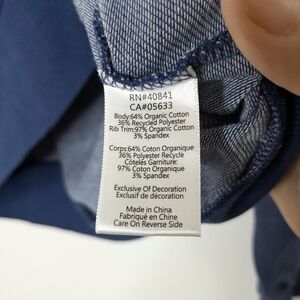 RN#40841
CA#05633
Body:64% Organic Cotton
36% Recycled Polyester
Rib Trim:97% Organic Cotton
3% Spandex
Corps:64% Coton Organique
36% Polyester Recyclé
Côteles Garniture:
97% Coton Organique
3% Spandex
Exclusive Of Decoration
Exclusif de décoration
Made in China
Fabriqué en Chine
Care On Reverse Side